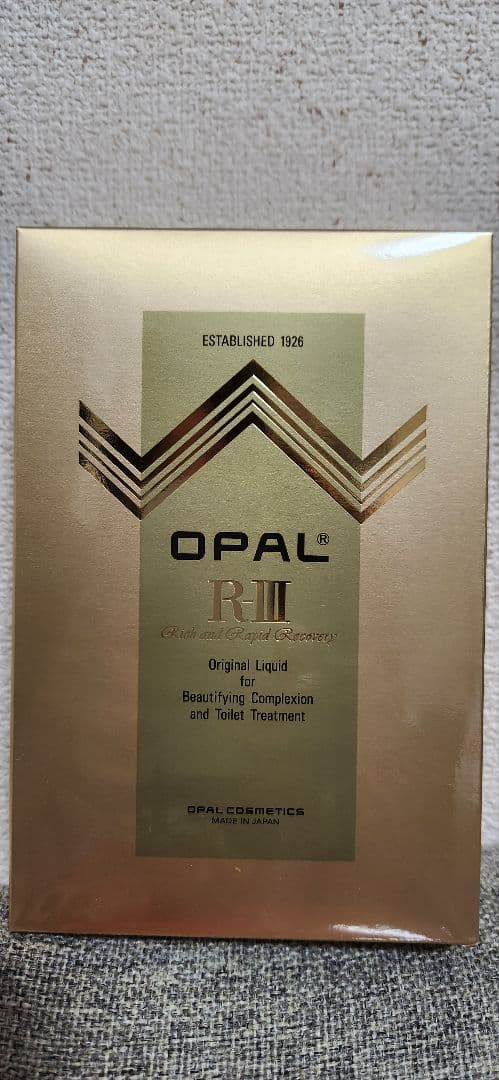 ESTABLISHED 1926
OPAL®
R-III
Rich and Rapid Recovery
Original Liquid
for
Beautifying Complexion
and Toilet Treatment
OPAL COSMETICS
MADE IN JAPAN